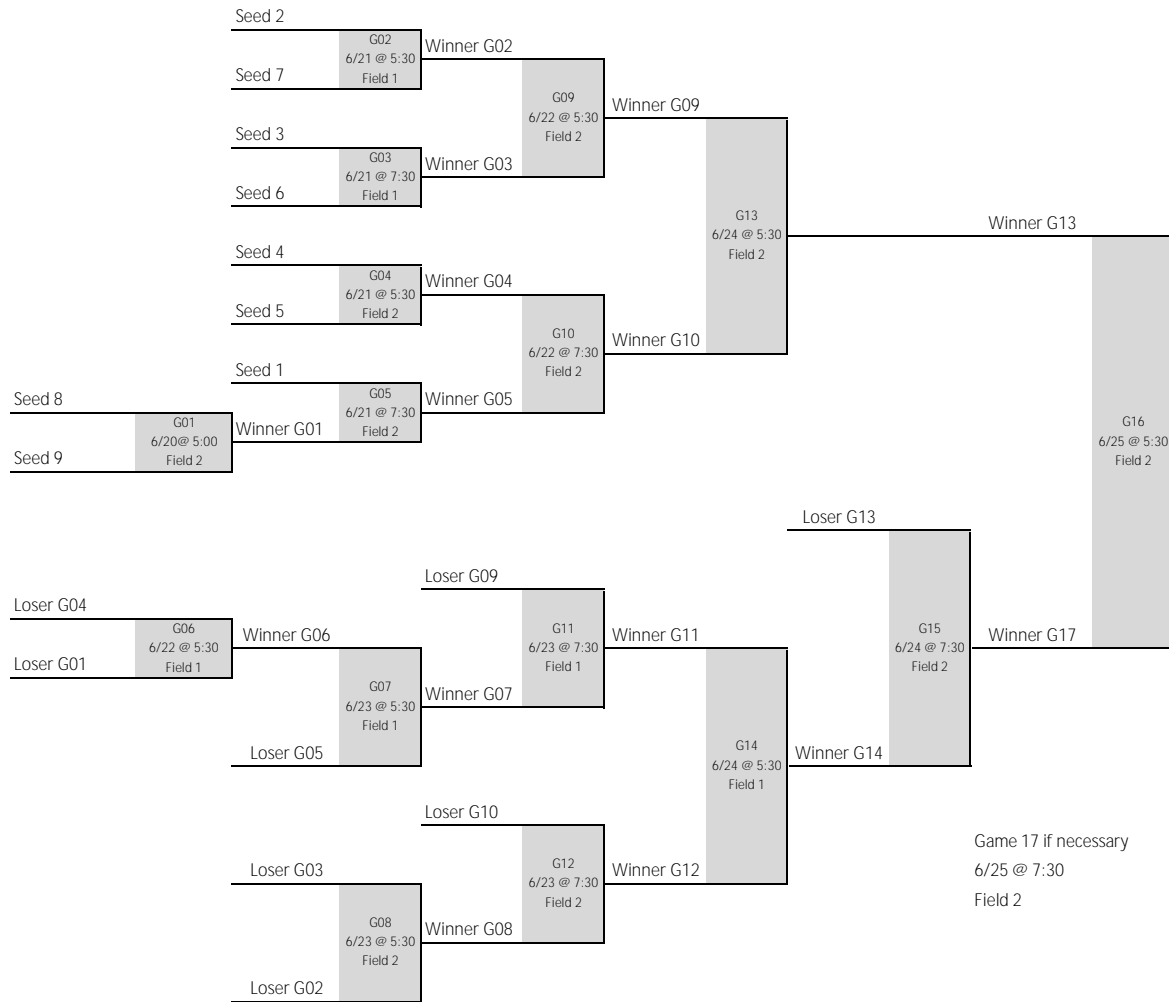 Seed 2
G02
6/21 @ 5:30
Field 1
Winner G02
Seed 7
G09
6/22 @ 5:30
Field 2
Winner G09
Seed 3
G03
6/21 @ 7:30
Field 1
Winner G03
Seed 6
G13
6/24 @ 5:30
Field 2
Winner G13
Seed 4
G04
6/21 @ 5:30
Field 2
Winner G04
Seed 5
G10
6/22 @ 7:30
Field 2
Winner G10
Seed 1
G05
6/21 @ 7:30
Field 2
Winner G05
Seed 8
G01
6/20@ 5:00
Field 2
Winner G01
Seed 9
G16
6/25 @ 5:30
Field 2
Loser G13
Loser G09
Loser G04
G06
6/22 @ 5:30
Field 1
Winner G06
Loser G01
G11
6/23 @ 7:30
Field 1
Winner G11
G15
6/24 @ 7:30
Field 2
Winner G17
G07
6/23 @ 5:30
Field 1
Winner G07
Loser G05
G14
6/24 @ 5:30
Field 1
Winner G14
Loser G10
G12
6/23 @ 7:30
Field 2
Winner G12
Loser G03
G08
6/23 @ 5:30
Field 2
Winner G08
Loser G02
Game 17 if necessary
6/25 @ 7:30
Field 2